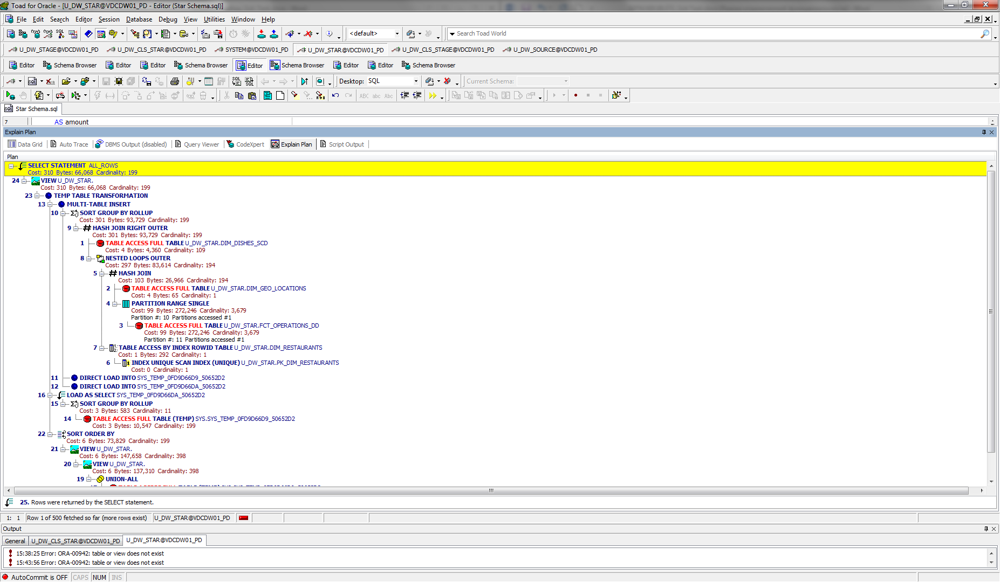 Toad for Oracle - [U_DW_STAR@VDCDW01_PD - Editor (Star Schema.sql)]
File Edit Search Editor Session Database Debug View Utilities Window Help
<default> Search Toad World
U_DW_STAGE@VDCDW01_PD U_DW_CLS_STAR@VDCDW01_PD SYSTEM@VDCDW01_PD U_DW_STAR@VDCDW01_PD U_DW_CLS_STAGE@VDCDW01_PD U_DW_SOURCE@VDCDW01_PD
Editor Schema Browser Editor Editor Schema Browser Editor Schema Browser Editor Editor Schema Browser
Desktop: SQL Current Schema:
ABC abc Abc
Star Schema.sql
7 AS amount
Explain Plan
Data Grid Auto Trace DBMS Output (disabled) Query Viewer CodeXpert Explain Plan Script Output
Plan
SELECT STATEMENT ALL_ROWS
Cost: 310 Bytes: 66,068 Cardinality: 199
24 VIEW U_DW_STAR.
Cost: 310 Bytes: 66,068 Cardinality: 199
23 TEMP TABLE TRANSFORMATION
13 MULTI-TABLE INSERT
10 SORT GROUP BY ROLLUP
Cost: 301 Bytes: 93,729 Cardinality: 199
9 HASH JOIN RIGHT OUTER
Cost: 301 Bytes: 93,729 Cardinality: 199
1 TABLE ACCESS FULL TABLE U_DW_STAR.DIM_DISHES_SCD
Cost: 4 Bytes: 4,360 Cardinality: 109
8 NESTED LOOPS OUTER
Cost: 297 Bytes: 83,614 Cardinality: 194
5 HASH JOIN
Cost: 103 Bytes: 26,966 Cardinality: 194
2 TABLE ACCESS FULL TABLE U_DW_STAR.DIM_GEO_LOCATIONS
Cost: 4 Bytes: 65 Cardinality: 1
4 PARTITION RANGE SINGLE
Cost: 99 Bytes: 272,246 Cardinality: 3,679
Partition #: 10 Partitions accessed #1
3 TABLE ACCESS FULL TABLE U_DW_STAR.FCT_OPERATIONS_DD
Cost: 99 Bytes: 272,246 Cardinality: 3,679
Partition #: 11 Partitions accessed #1
7 TABLE ACCESS BY INDEX ROWID TABLE U_DW_STAR.DIM_RESTAURANTS
Cost: 1 Bytes: 292 Cardinality: 1
6 INDEX UNIQUE SCAN INDEX (UNIQUE) U_DW_STAR.PK_DIM_RESTAURANTS
Cost: 0 Cardinality: 1
11 DIRECT LOAD INTO SYS_TEMP_0FD9D66D9_50652D2
12 DIRECT LOAD INTO SYS_TEMP_0FD9D66DA_50652D2
16 LOAD AS SELECT SYS_TEMP_0FD9D66DA_50652D2
15 SORT GROUP BY ROLLUP
Cost: 3 Bytes: 583 Cardinality: 11
14 TABLE ACCESS FULL TABLE (TEMP) SYS.SYS_TEMP_0FD9D66D9_50652D2
Cost: 3 Bytes: 10,547 Cardinality: 199
22 SORT ORDER BY
Cost: 6 Bytes: 73,829 Cardinality: 199
21 VIEW U_DW_STAR.
Cost: 6 Bytes: 147,658 Cardinality: 398
20 VIEW U_DW_STAR.
Cost: 6 Bytes: 137,310 Cardinality: 398
19 UNION-ALL
25. Rows were returned by the SELECT statement.
1: 1 Row 1 of 500 fetched so far (more rows exist) U_DW_STAR@VDCDW01_PD
Output
General U_DW_CLS_STAR@VDCDW01_PD U_DW_STAR@VDCDW01_PD
15:38:25 Error: ORA-00942: table or view does not exist
15:43:56 Error: ORA-00942: table or view does not exist
AutoCommit is OFF CAPS NUM INS